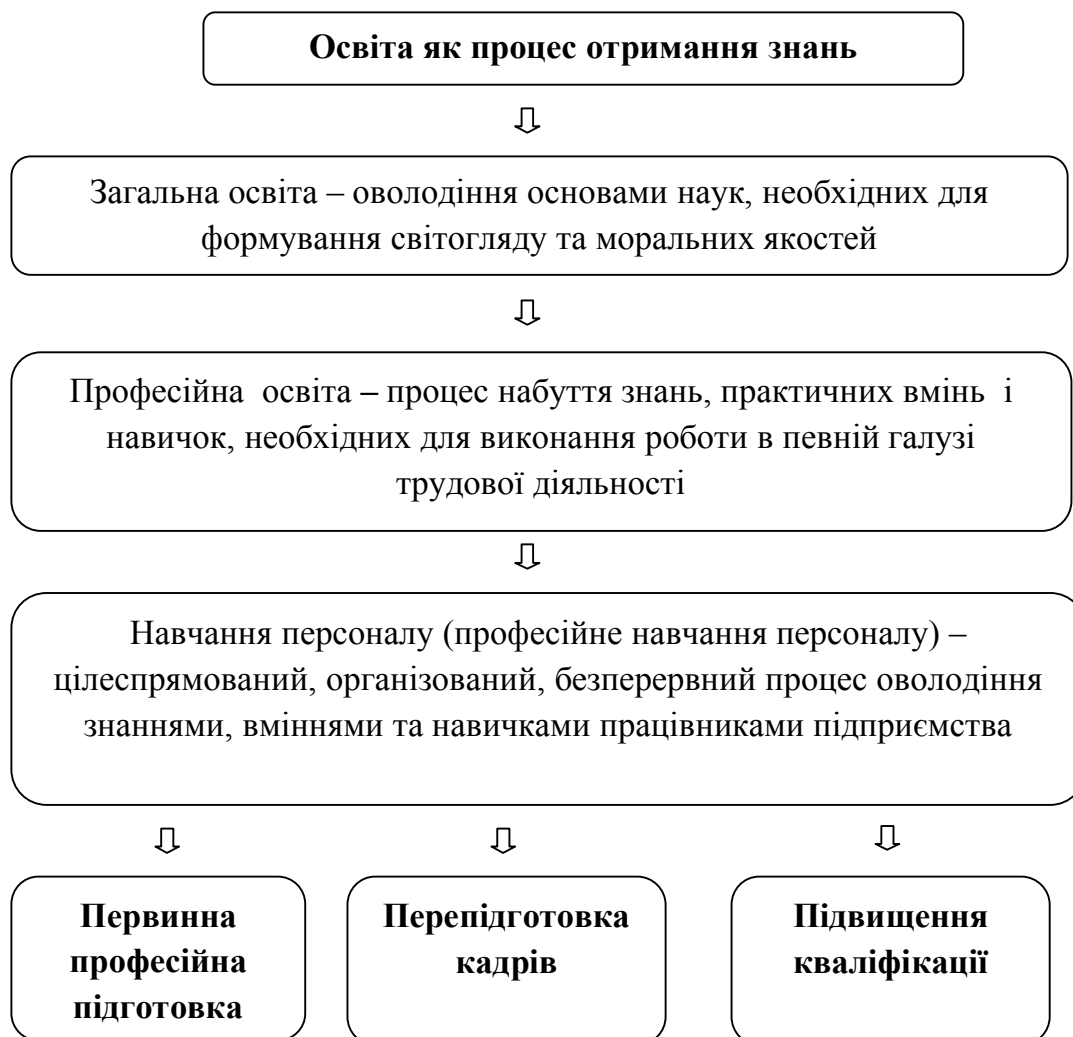 Освіта як процес отримання знань
Загальна освіта – оволодіння основами наук, необхідних для
формування світогляду та моральних якостей
Професійна освіта – процес набуття знань, практичних вмінь і
навичок, необхідних для виконання роботи в певній галузі
трудової діяльності
Навчання персоналу (професійне навчання персоналу) –
цілеспрямований, організований, безперервний процес оволодіння
знаннями, вміннями та навичками працівниками підприємства
Первинна
професійна
підготовка
Перепідготовка
кадрів
Підвищення
кваліфікації